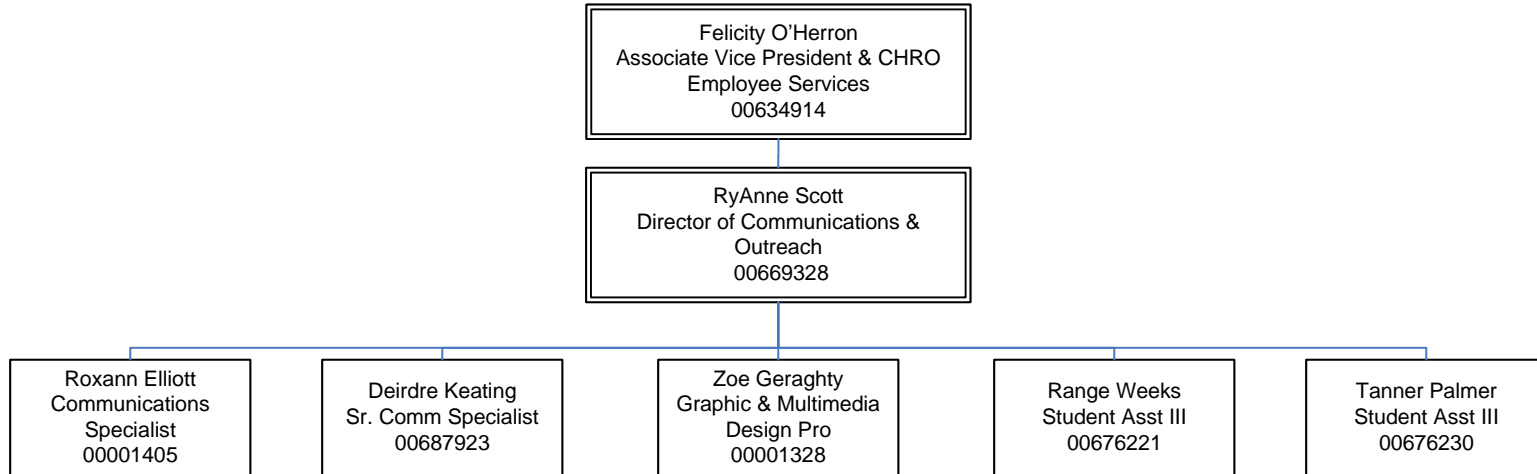 Felicity O’Herron
Associate Vice President & CHRO
Employee Services
00634914
RyAnne Scott
Director of Communications &
Outreach
00669328
Roxann Elliott
Communications
Specialist
00001405
Deirdre Keating
Sr. Comm Specialist
00687923
Zoe Geraghty
Graphic & Multimedia
Design Pro
00001328
Range Weeks
Student Asst III
00676221
Tanner Palmer
Student Asst III
00676230